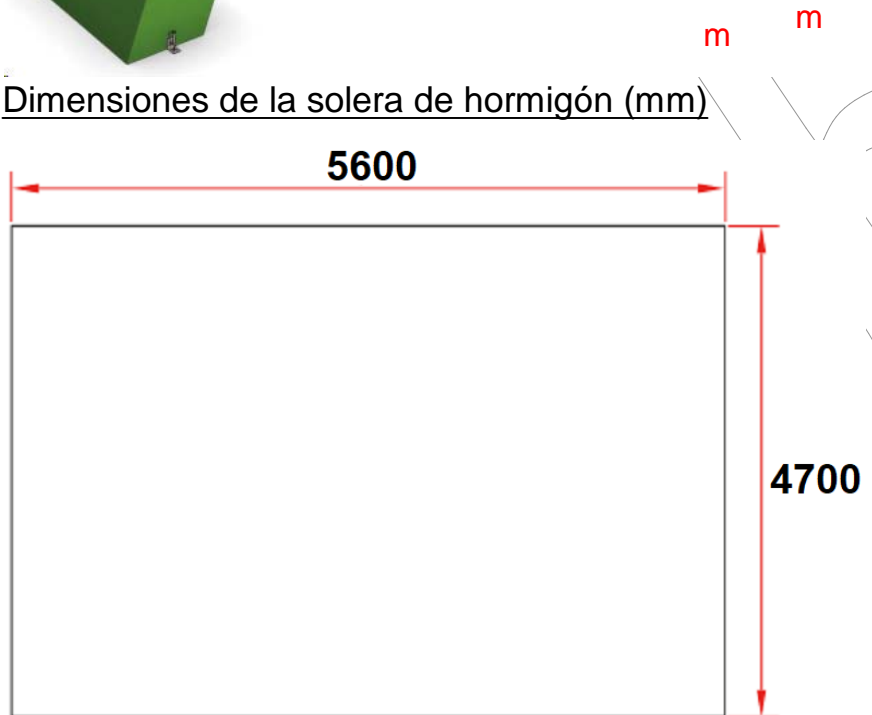 m
m
Dimensiones de la solera de hormigón (mm)
5600
4700